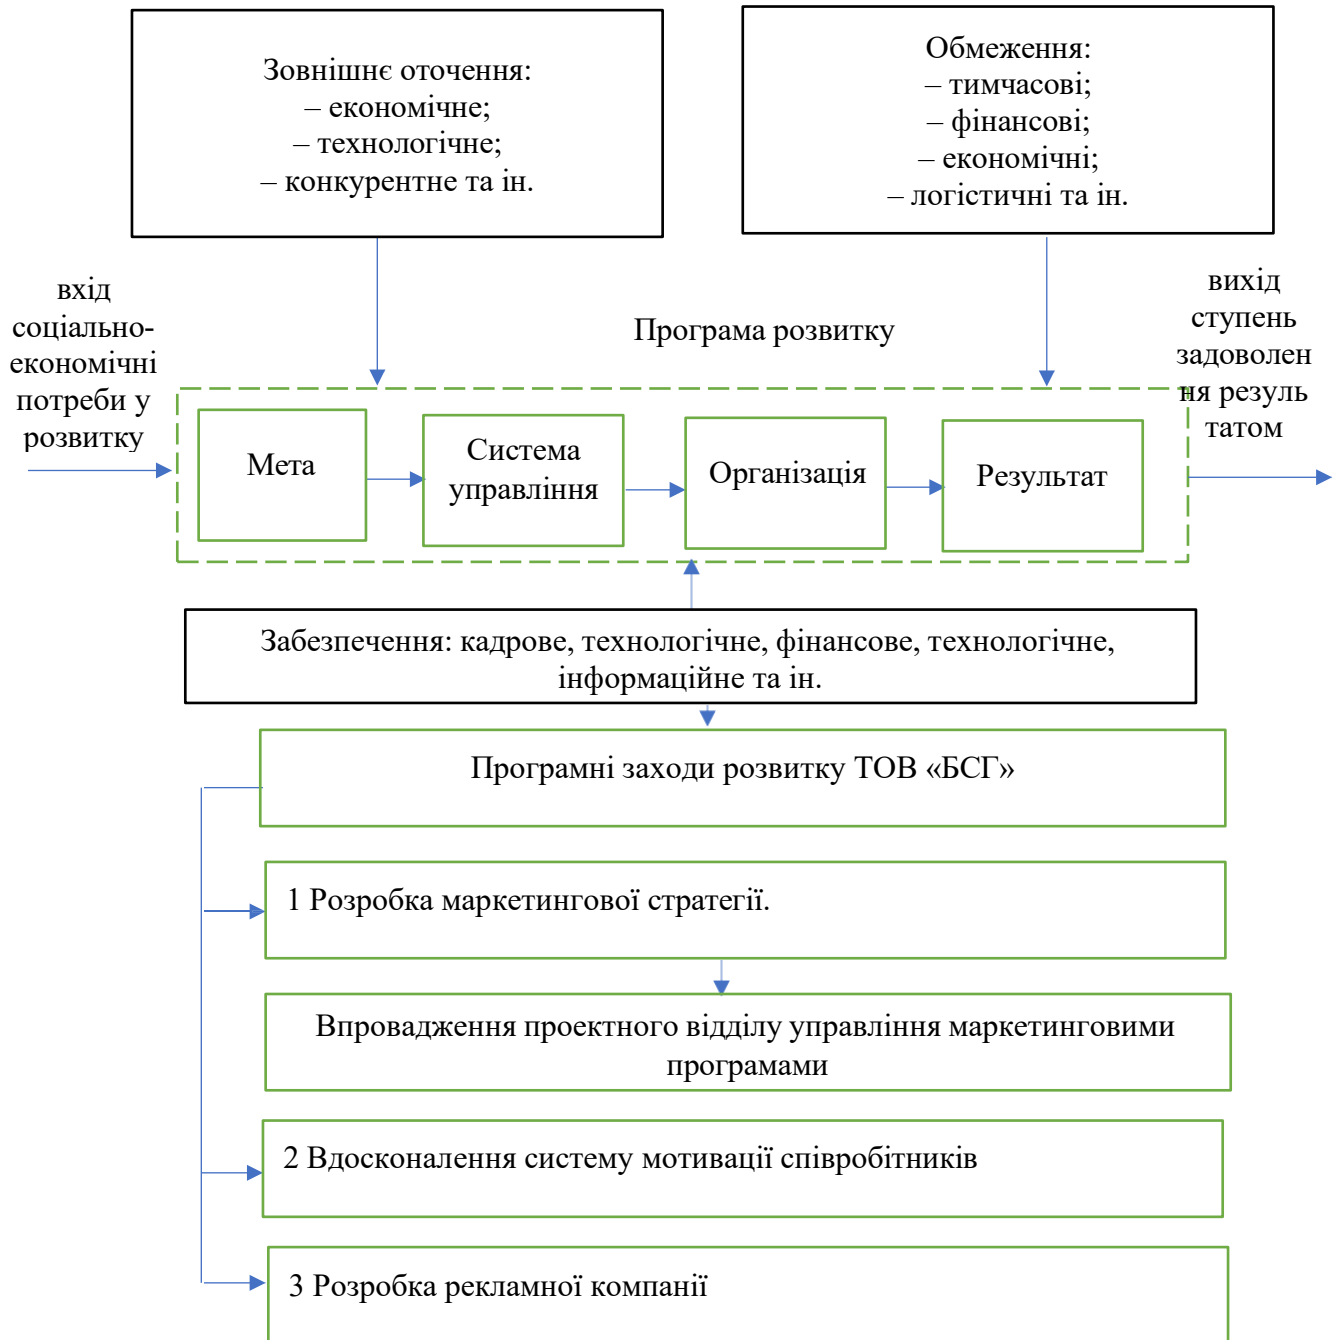 Зовнішнє оточення:
– економічне;
– технологічне;
– конкурентне та ін.
Обмеження:
– тимчасові;
– фінансові;
– економічні;
– логістичні та ін.
вхід
соціально-
економічні
потреби у
розвитку
Програма розвитку
вихід
ступень
задоволен
ня резуль
татом
Мета
Система
управління
Організація
Результат
Забезпечення: кадрове, технологічне, фінансове, технологічне,
інформаційне та ін.
Програмні заходи розвитку ТОВ «БСГ»
1 Розробка маркетингової стратегії.
Впровадження проектного відділу управління маркетинговими
програмами
2 Вдосконалення систему мотивації співробітників
3 Розробка рекламної компанії